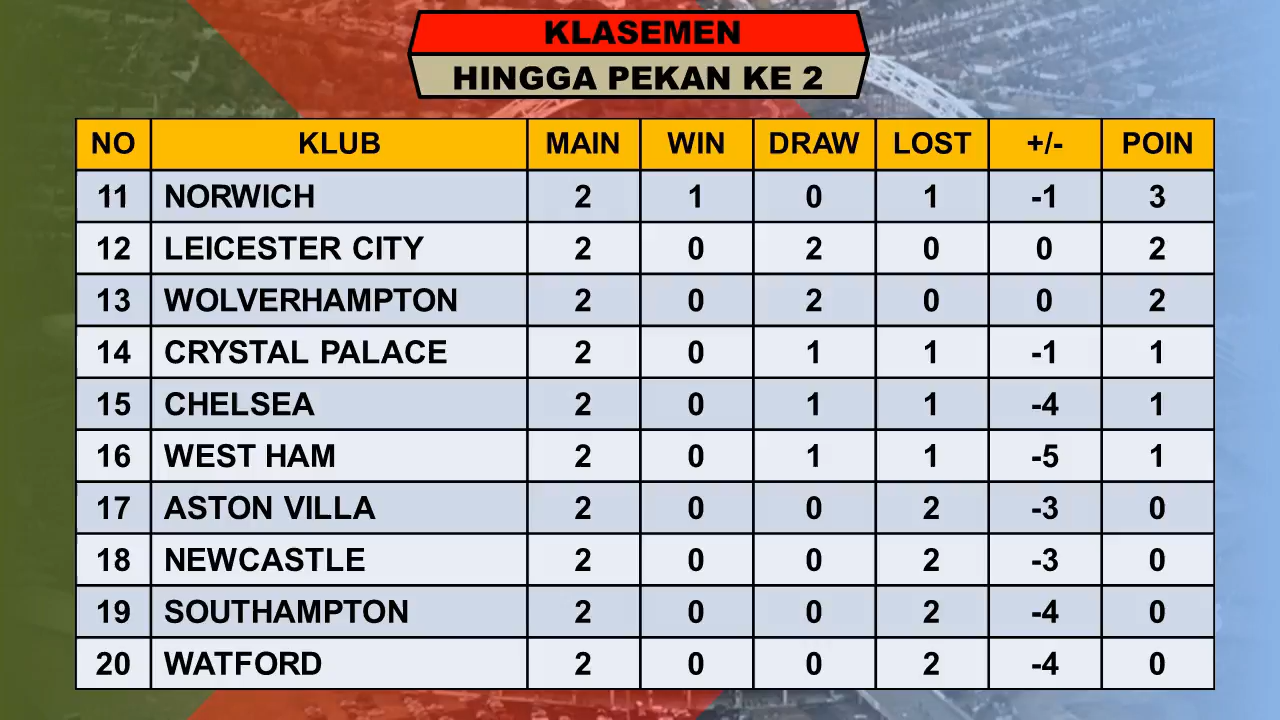 KLASEMEN
HINGGA PEKAN KE 2
NO KLUB MAIN WIN DRAW LOST +/- POIN
11 NORWICH 2 1 0 1 -1 3
12 LEICESTER CITY 2 0 2 0 0 2
13 WOLVERHAMPTON 2 0 2 0 0 2
14 CRYSTAL PALACE 2 0 1 1 -1 1
15 CHELSEA 2 0 1 1 -4 1
16 WEST HAM 2 0 1 1 -5 1
17 ASTON VILLA 2 0 0 2 -3 0
18 NEWCASTLE 2 0 0 2 -3 0
19 SOUTHAMPTON 2 0 0 2 -4 0
20 WATFORD 2 0 0 2 -4 0